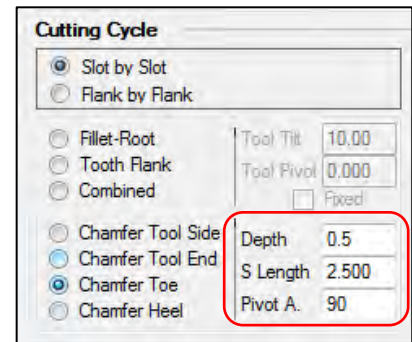 Cutting Cycle
Slot by Slot
Flank by Flank
Fillet-Root
Tooth Flank
Combined
Tool Tilt 10.00
Tool Pivot 0.000
Fixed
Chamfer Tool Side
Chamfer Tool End
Chamfer Toe
Chamfer Heel
Depth 0.5
S Length 2.500
Pivot A. 90